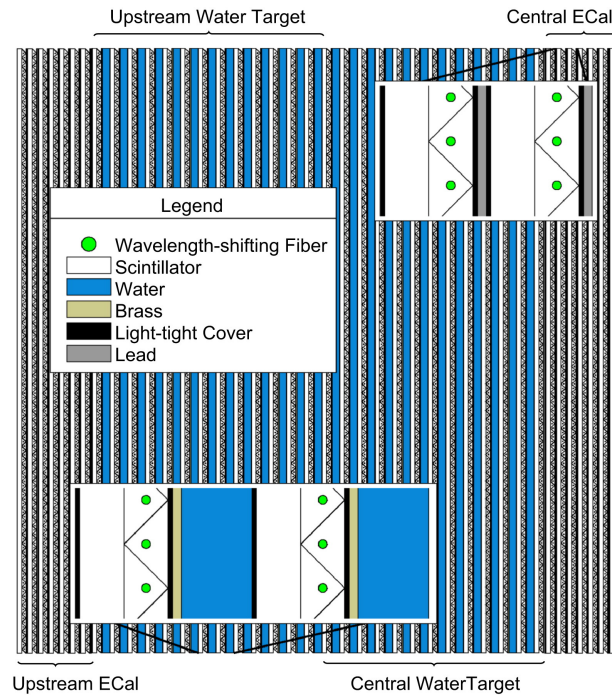 Upstream Water Target
Central ECal
Legend
Wavelength-shifting Fiber
Scintillator
Water
Brass
Light-tight Cover
Lead
Upstream ECal
Central WaterTarget